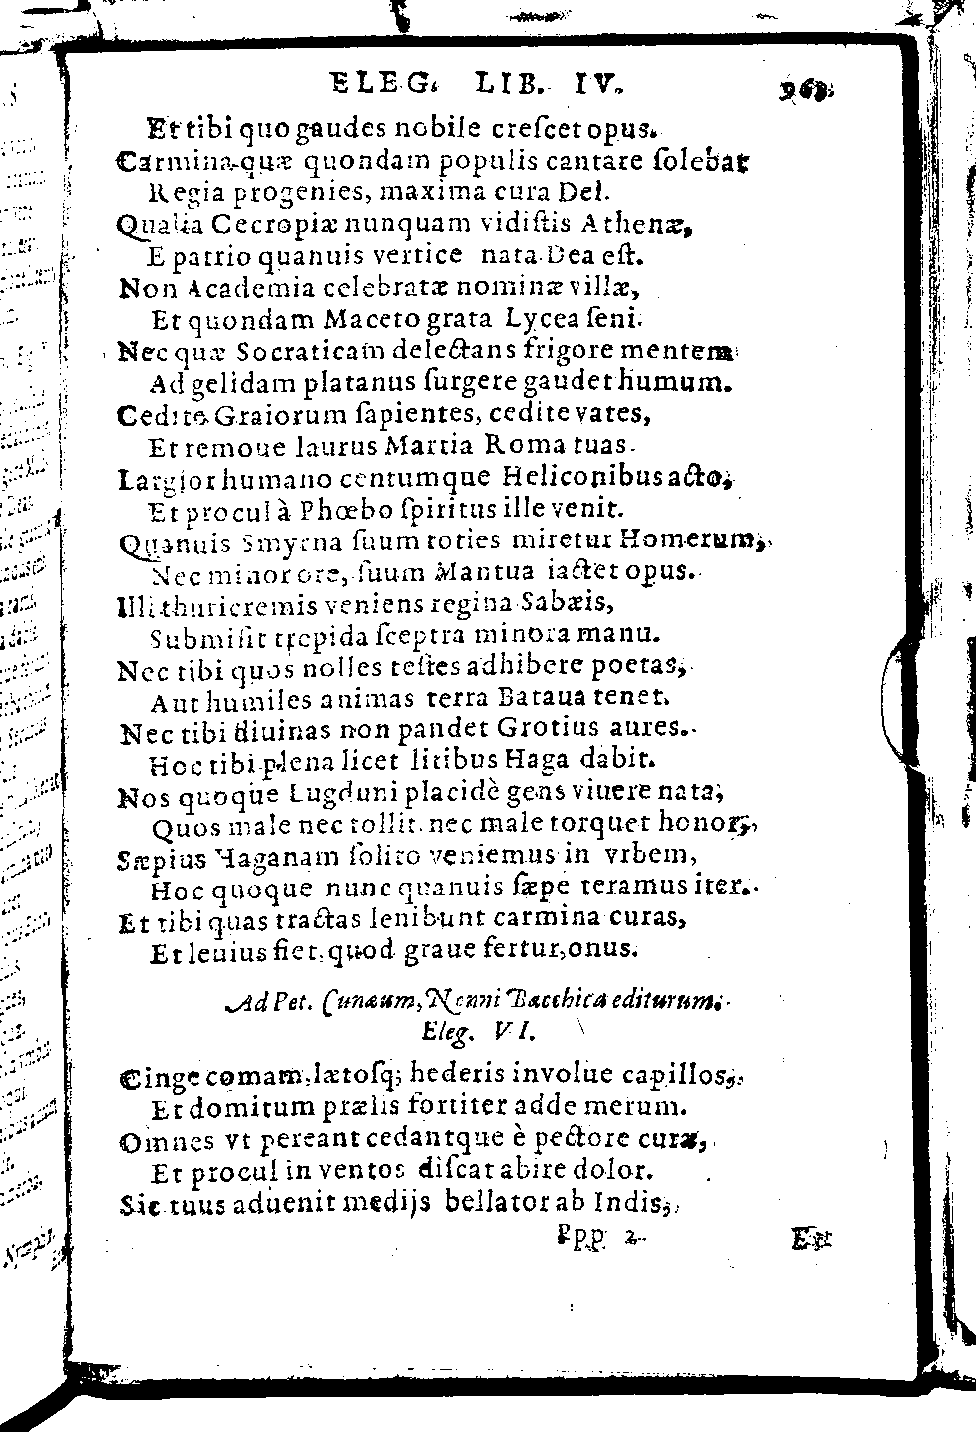 ELEG. LIB. IV. 963
Et tibi quo gaudes nobile creſcet opus.
Carmina quæ quondam populis cantare ſolebat
Regia progenies, maxima cura Dei.
Qualia Cecropiæ nunquam vidiſtis Athenæ,
E patrio quanuis vertice nata Dea eſt.
Non Academia celebratæ nominæ villæ,
Et quondam Maceto grata Lycea ſeni.
Nec quæ Socraticam delectans frigore mentem
Ad gelidam platanus ſurgere gaudet humum.
Cedite Graiorum ſapientes, cedite vates,
Et remoue laurus Martia Roma tuas.
Largior humano centumque Heliconibus acto,
Et procul à Phœbo ſpiritus ille venit.
Quanuis Smyrna ſuum toties miretur Homerum,
Nec minor ore, ſuum Mantua iactet opus.
Illi thuricremis veniens regina Sabæis,
Submiſit trepida ſceptra minora manu.
Nec tibi quos nolles teſtes adhibere poetas,
Aut humiles animas terra Bataua tenet.
Nec tibi diuinas non pandet Grotius aures.
Hoc tibi plena licet litibus Haga dabit.
Nos quoque Lugduni placidè gens viuere nata,
Quos male nec tollit nec male torquet honor,
Sæpius Haganam ſolito veniemus in vrbem,
Hoc quoque nunc quanuis ſæpe teramus iter.
Et tibi quas tractas lenibunt carmina curas,
Et leuius fiet, quod graue fertur, onus.
Ad Pet. Cunæum, Nonni Bacchica editurum.
Eleg. VI.
Cinge comam, lætoſq; hederis involue capillos,
Et domitum prælis fortiter adde merum.
Omnes vt pereant cedantque è pectore curæ,
Et procul in ventos diſcat abire dolor.
Sic tuus aduenit medijs bellator ab Indis,
Ppp 2 Et